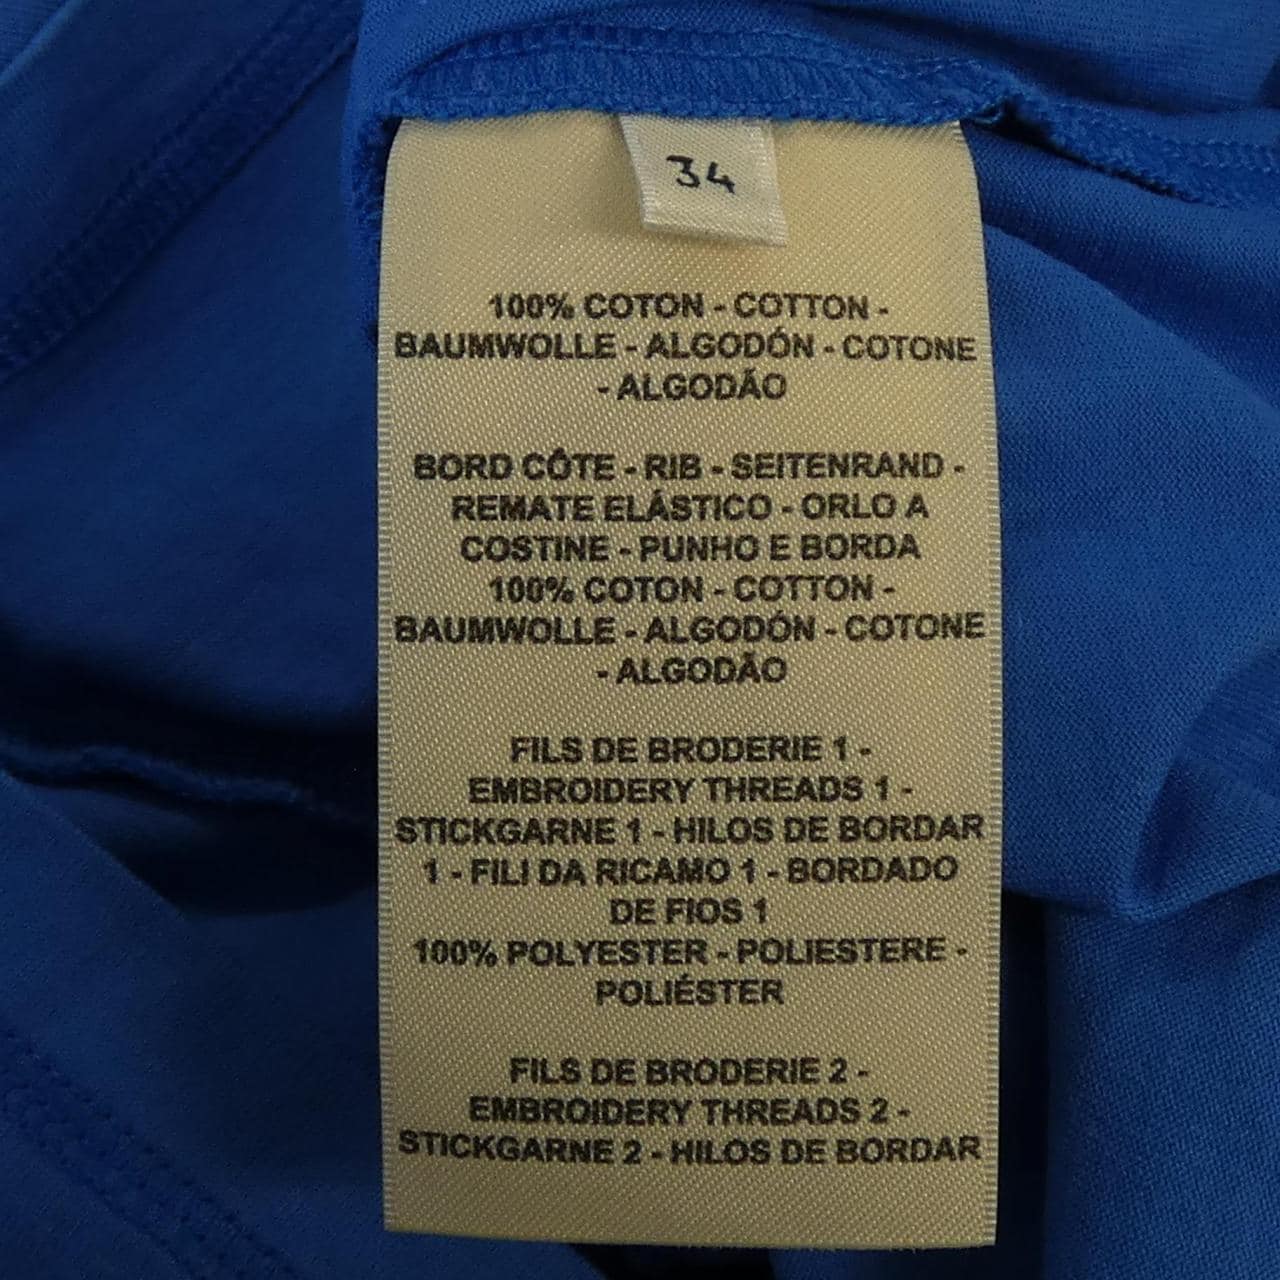 34
100% COTON - COTTON -
BAUMWOLLE - ALGODÓN - COTONE
- ALGODÃO
BORD CÔTE - RIB - SEITENRAND -
REMATE ELÁSTICO - ORLO A
COSTINE - PUNHO E BORDA
100% COTON - COTTON -
BAUMWOLLE - ALGODÓN - COTONE
- ALGODÃO
FILS DE BRODERIE 1 -
EMBROIDERY THREADS 1 -
STICKGARNE 1 - HILOS DE BORDAR
1 - FILI DA RICAMO 1 - BORDADO
DE FIOS 1
100% POLYESTER - POLIESTERE -
POLIÉSTER
FILS DE BRODERIE 2 -
EMBROIDERY THREADS 2 -
STICKGARNE 2 - HILOS DE BORDAR